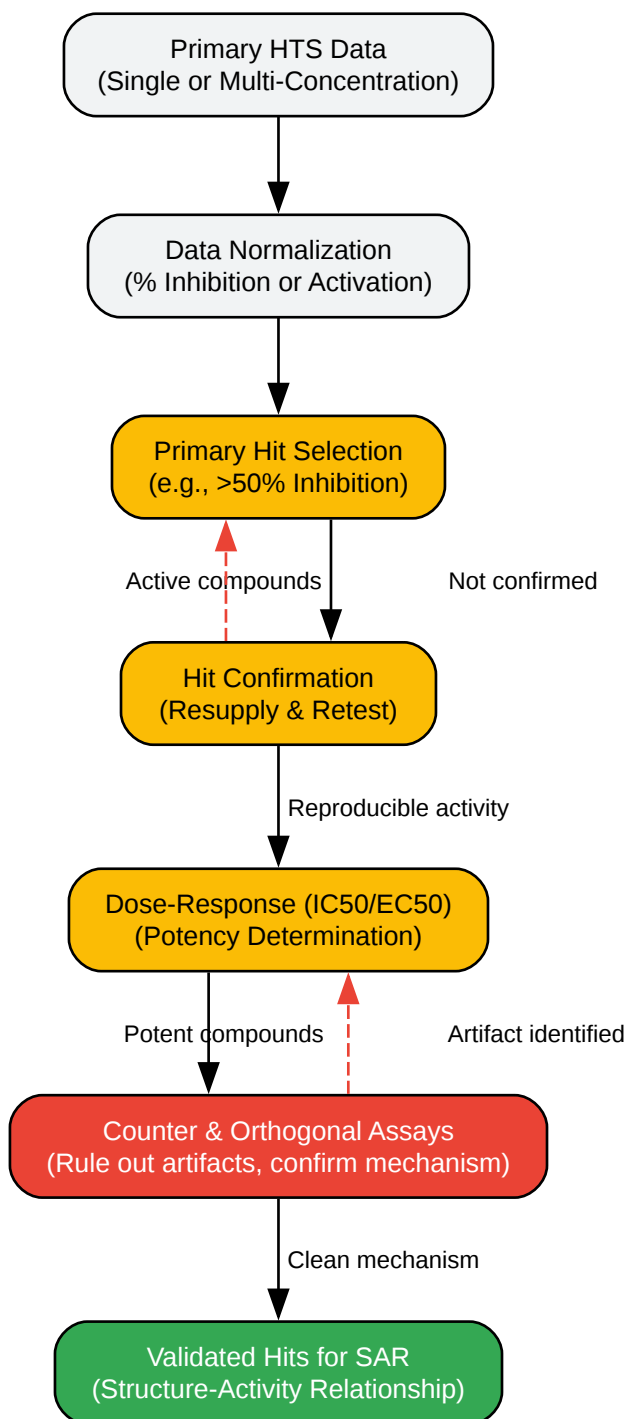 Primary HTS Data
(Single or Multi-Concentration)
Data Normalization
(% Inhibition or Activation)
Primary Hit Selection
(e.g., >50% Inhibition)
Active compounds
Not confirmed
Hit Confirmation
(Resupply & Retest)
Reproducible activity
Dose-Response (IC50/EC50)
(Potency Determination)
Potent compounds
Artifact identified
Counter & Orthogonal Assays
(Rule out artifacts, confirm mechanism)
Clean mechanism
Validated Hits for SAR
(Structure-Activity Relationship)